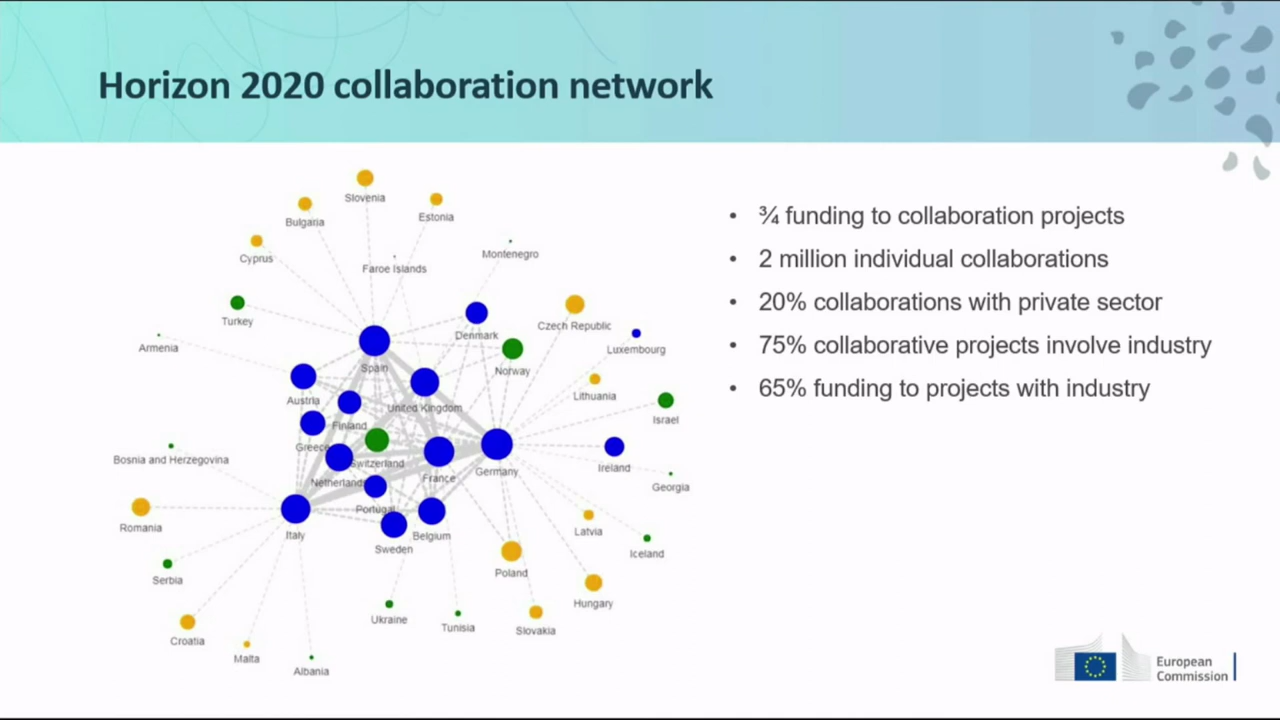 Horizon 2020 collaboration network
Slovenia
Bulgaria
Estonia
Cyprus
Faroe Islands
Montenegro
Turkey
Denmark
Czech Republic
Armenia
Luxembourg
Spain
Norway
Austria
United Kingdom
Lithuania
Finland
Israel
Greece
Bosnia and Herzegovina
Switzerland
Ireland
Netherlands
France
Germany
Georgia
Portugal
Romania
Italy
Belgium
Latvia
Sweden
Iceland
Poland
Serbia
Hungary
Ukraine
Tunisia
Slovakia
Croatia
Malta
Albania
• ¾ funding to collaboration projects
• 2 million individual collaborations
• 20% collaborations with private sector
• 75% collaborative projects involve industry
• 65% funding to projects with industry
European
Commission